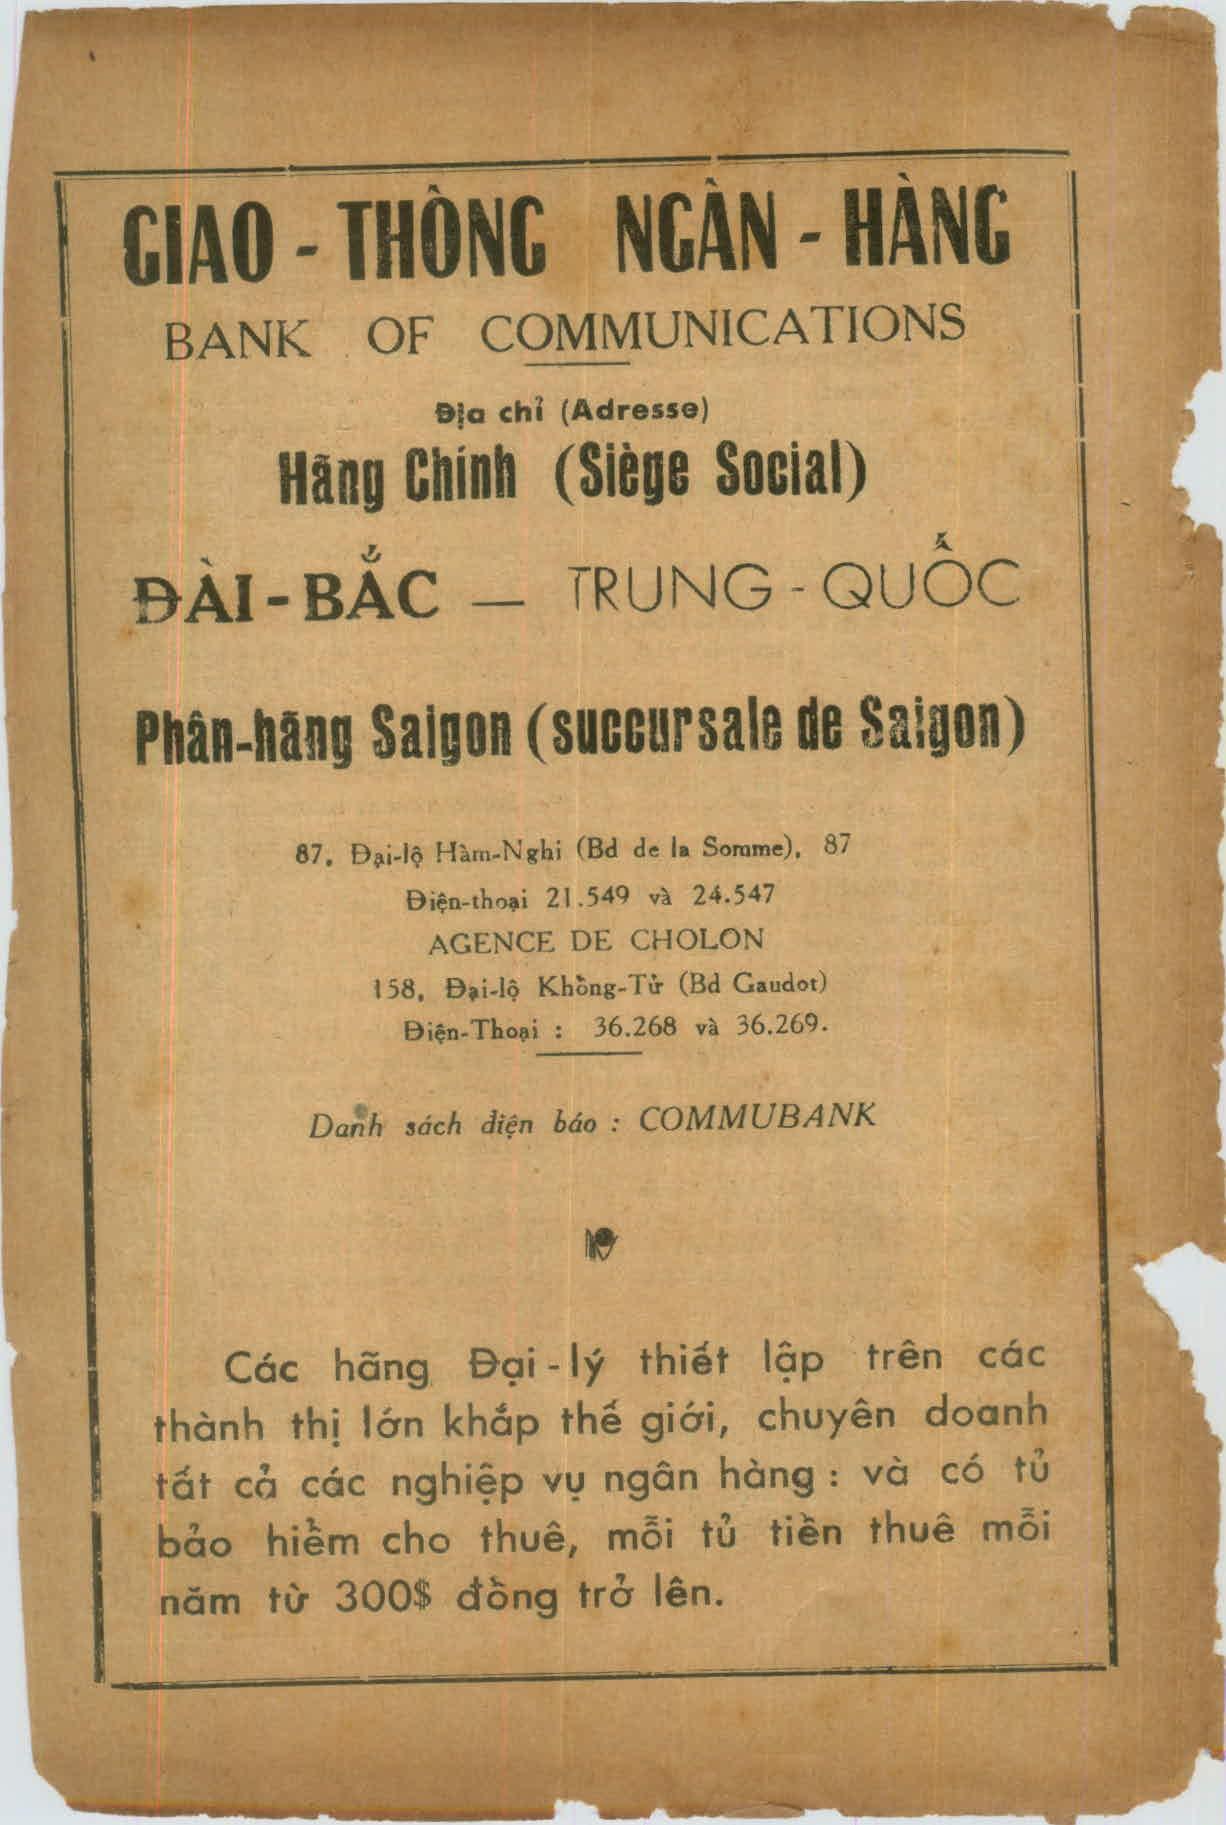 GIAO - THÔNG NGÀN - HÀNG
BANK OF COMMUNICATIONS
Địa chỉ (Adresse)
Hãng Chính (Siège Social)
ĐÀI - BẮC — TRUNG - QUỐC
Phân-hãng Saigon (succursale de Saigon)
87, Đại-lộ Hàm-Nghi (Bd de la Somme), 87
Điện-thoại 21.549 và 24.547
AGENCE DE CHOLON
158, Đại-lộ Khổng-Tử (Bd Gaudot)
Điện-Thoại : 36.268 và 36.269.
Danh sách điện báo : COMMUBANK
Các hãng Đại - lý thiết lập trên các
thành thị lớn khắp thế giới, chuyên doanh
tất cả các nghiệp vụ ngân hàng : và có tủ
bảo hiểm cho thuê, mỗi tủ tiền thuê mỗi
năm từ 300$ đồng trở lên.